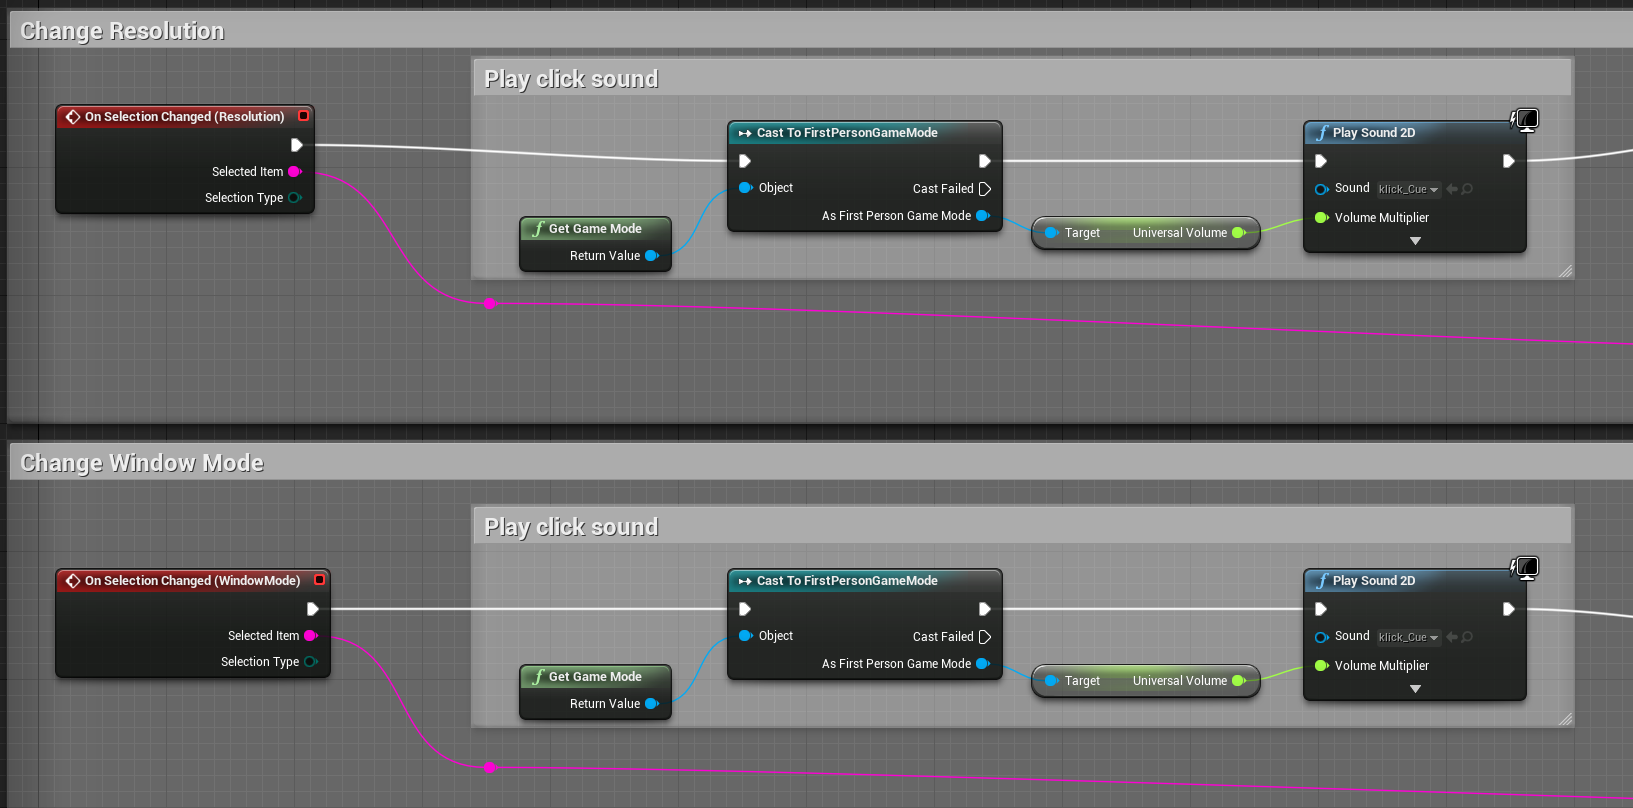 Change Resolution
Play click sound
On Selection Changed (Resolution)
Selected Item
Selection Type
Cast To FirstPersonGameMode
Object
Cast Failed
As First Person Game Mode
f Get Game Mode
Return Value
Target Universal Volume
f Play Sound 2D
Sound klick_Cue
Volume Multiplier
Change Window Mode
Play click sound
On Selection Changed (WindowMode)
Selected Item
Selection Type
Cast To FirstPersonGameMode
Object
Cast Failed
As First Person Game Mode
f Get Game Mode
Return Value
Target Universal Volume
f Play Sound 2D
Sound klick_Cue
Volume Multiplier